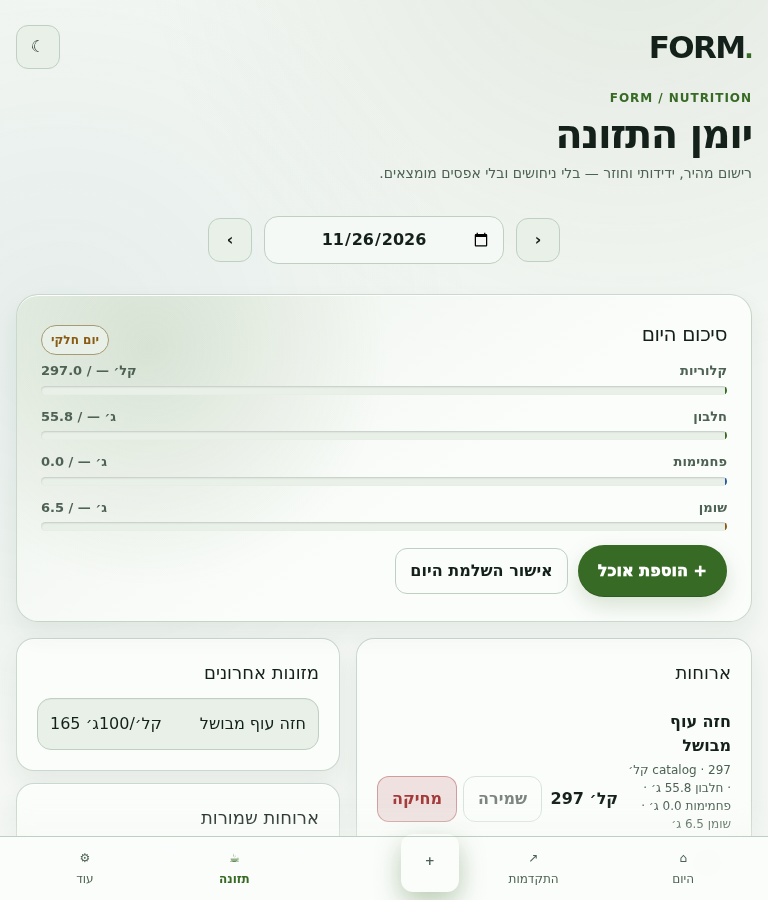 FORM.
☾
FORM / NUTRITION
יומן התזונה
רישום מהיר, ידידותי וחוזר — בלי ניחושים ובלי אפסים מומצאים.
11/26/2026
סיכום היום
יום חלקי
קלוריות
297.0 / — קל׳
חלבון
55.8 / — ג׳
פחמימות
0.0 / — ג׳
שומן
6.5 / — ג׳
+ הוספת אוכל
אישור השלמת היום
ארוחות
חזה עוף
מבושל
catalog · 297 קל׳
· חלבון 55.8 ג׳ ·
פחמימות 0.0 ג׳ ·
שומן 6.5 ג׳
297 קל׳
שמירה
מחיקה
מזונות אחרונים
חזה עוף מבושל
165 קל׳/100ג׳
ארוחות שמורות
היום
התקדמות
+
תזונה
עוד